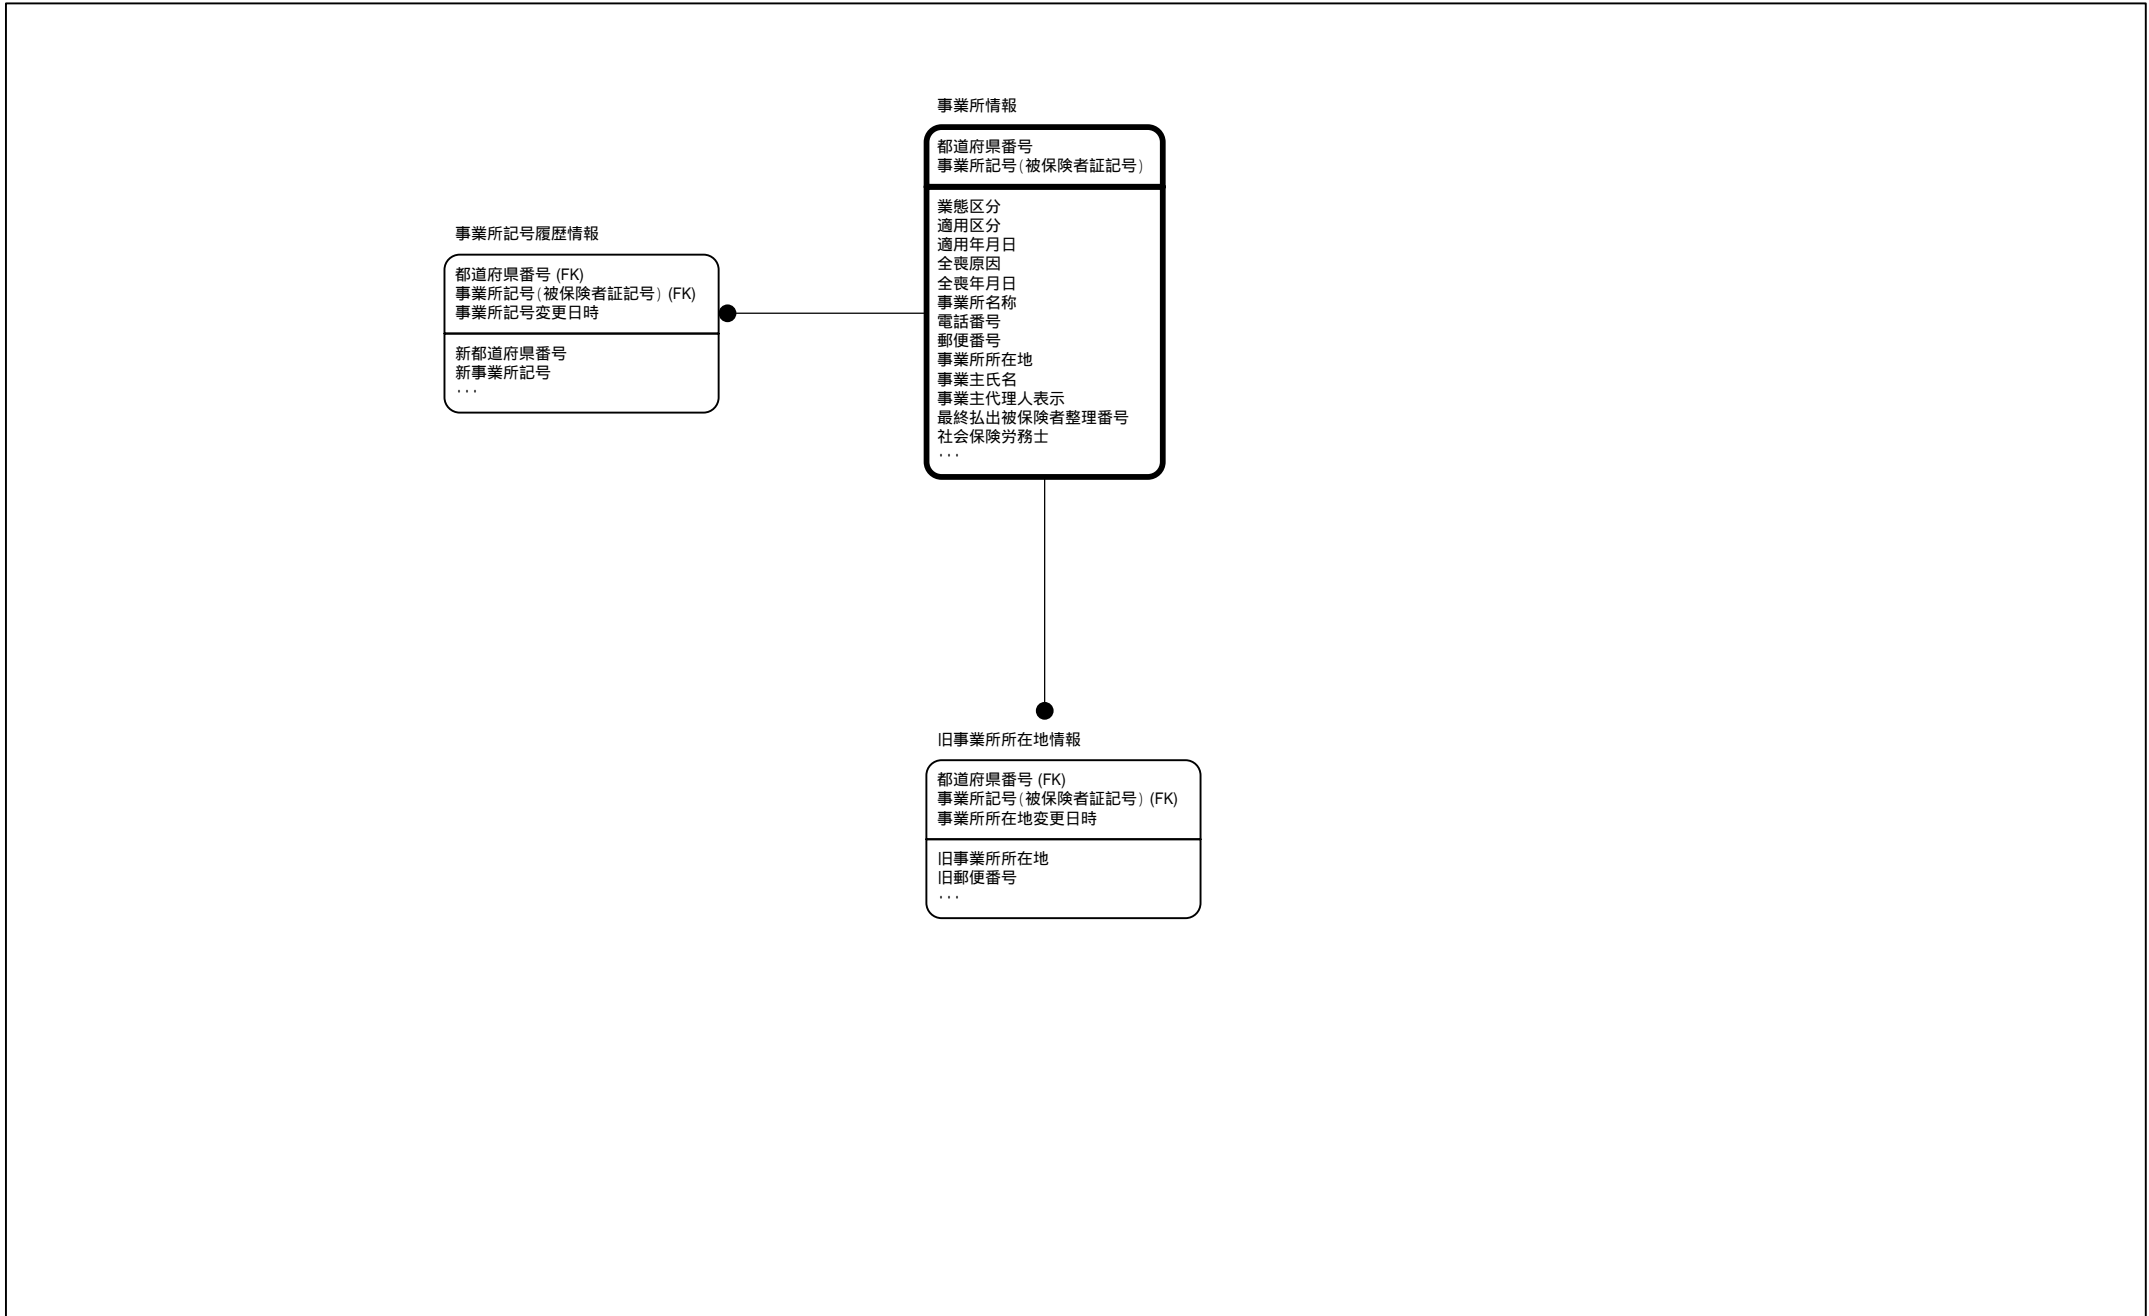 事業所情報
都道府県番号
事業所記号(被保険者証記号)
業態区分
適用区分
適用年月日
全喪原因
全喪年月日
事業所名称
電話番号
郵便番号
事業所所在地
事業主氏名
事業主代理人表示
最終払出被保険者整理番号
社会保険労務士
･･･
事業所記号履歴情報
都道府県番号 (FK)
事業所記号(被保険者証記号) (FK)
事業所記号変更日時
新都道府県番号
新事業所記号
･･･
旧事業所所在地情報
都道府県番号 (FK)
事業所記号(被保険者証記号) (FK)
事業所所在地変更日時
旧事業所所在地
旧郵便番号
･･･